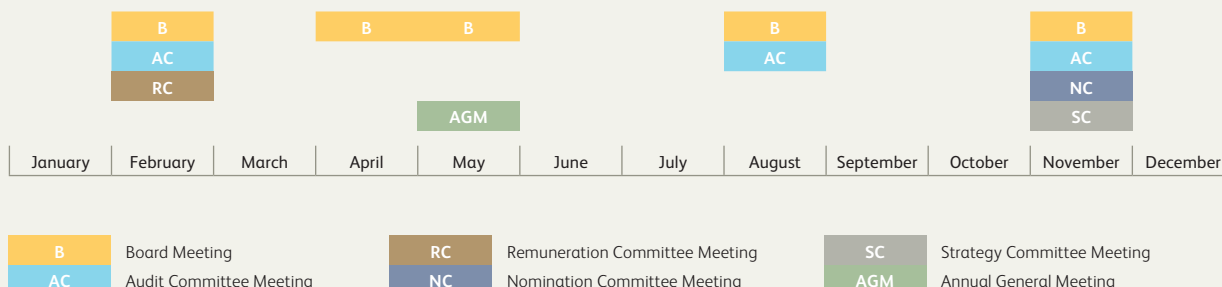 B B B B B
AC AC AC
RC NC
AGM SC
January February March April May June July August September October November December
B Board Meeting RC Remuneration Committee Meeting SC Strategy Committee Meeting
AC Audit Committee Meeting NC Nomination Committee Meeting AGM Annual General Meeting